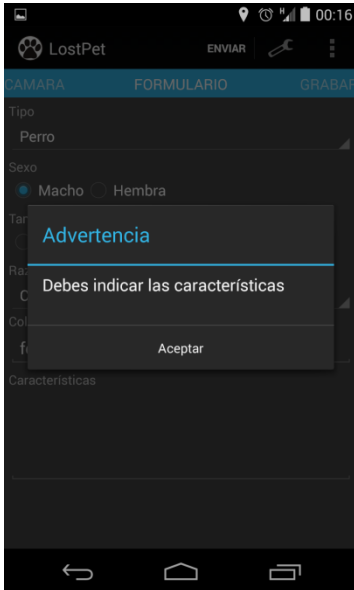 H 00:16
LostPet ENVIAR
CAMARA FORMULARIO GRABAR
Tipo
Perro
Sexo
Macho Hembra
Advertencia
Debes indicar las características
Aceptar
Características